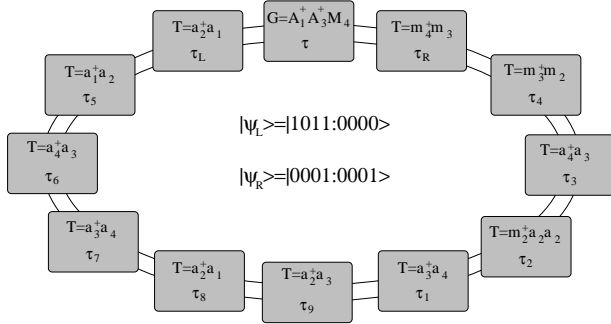 T=a₂⁺a₁
τ_L
G=A₁⁺A₃⁺M₄
τ
T=m₄⁺m₃
τ_R
T=a₁⁺a₂
τ₅
T=m₃⁺m₂
τ₄
|ψ_L>=|1011:0000>
T=a₄⁺a₃
τ₆
|ψ_R>=|0001:0001>
T=a₄⁺a₃
τ₃
T=a₃⁺a₄
τ₇
T=m₂⁺a₂a₂
τ₂
T=a₂⁺a₁
τ₈
T=a₂⁺a₃
τ₉
T=a₃⁺a₄
τ₁